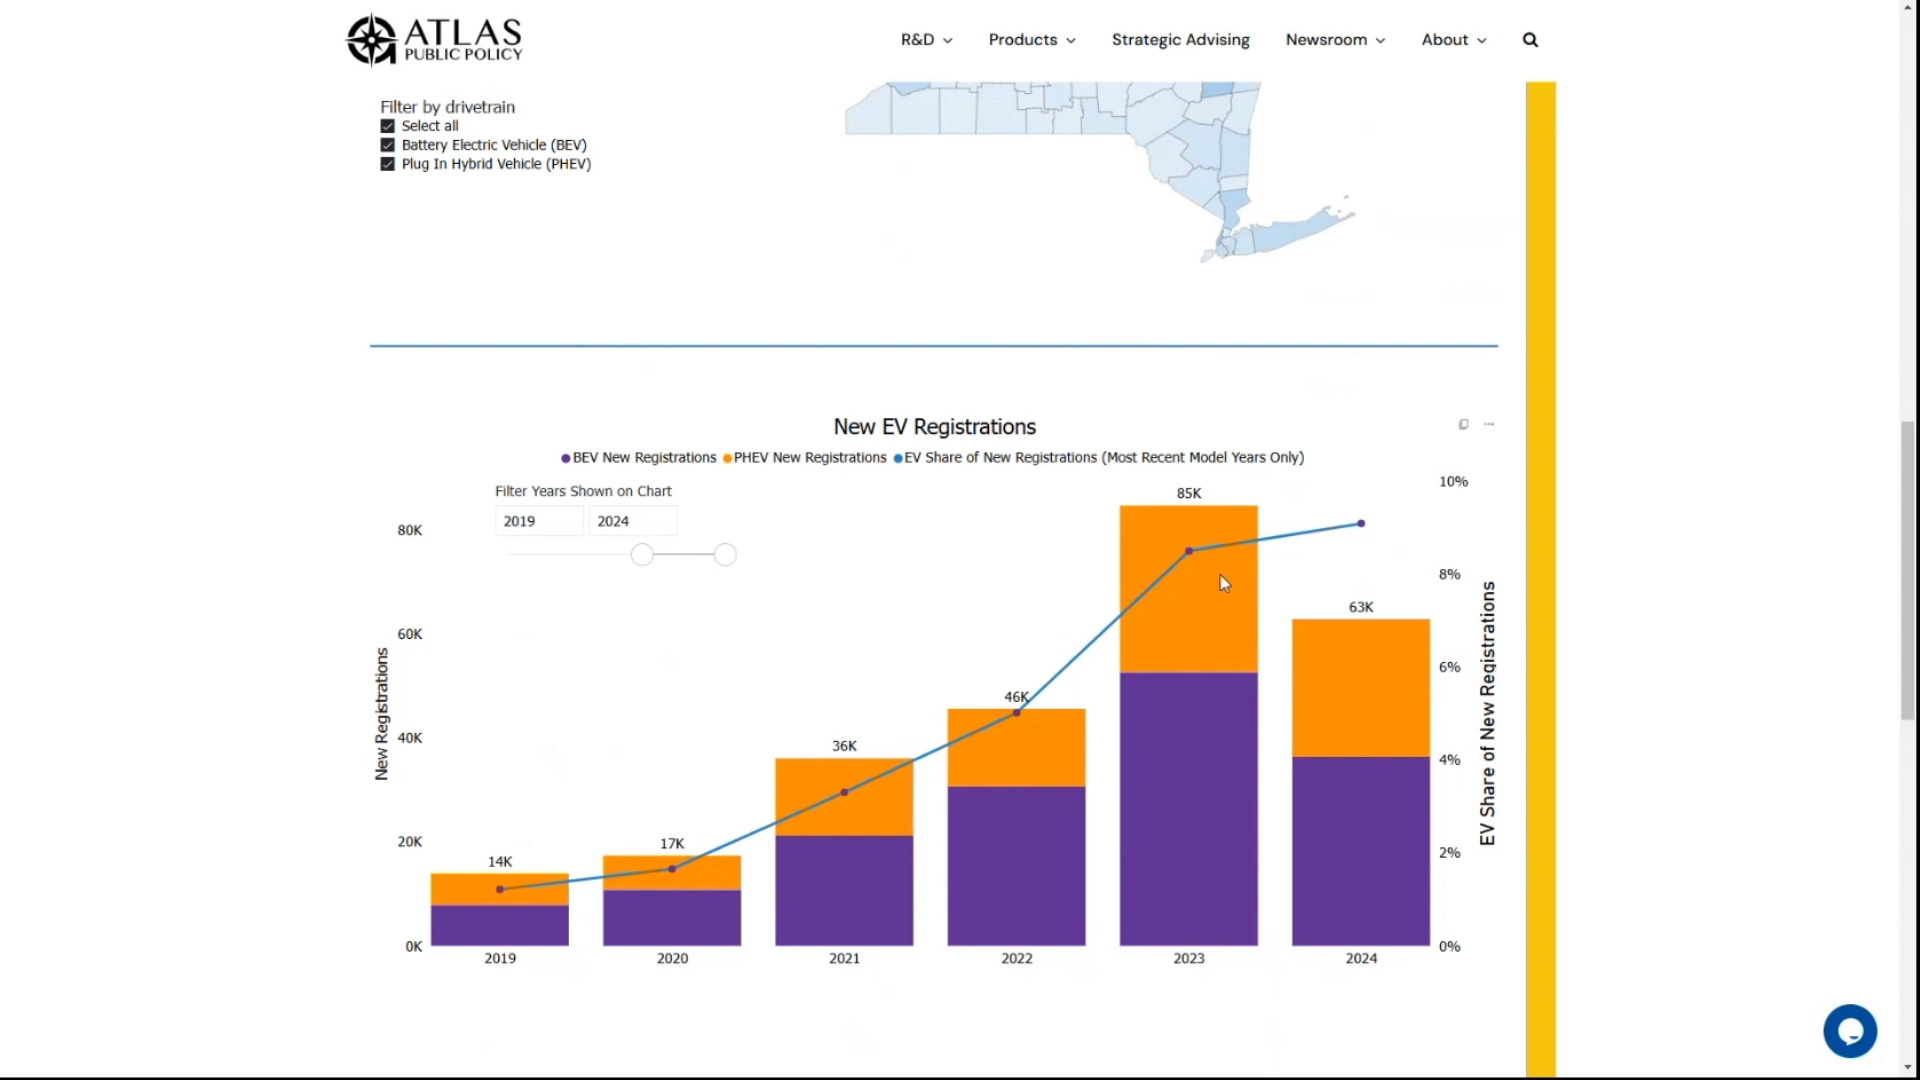 ATLAS
PUBLIC POLICY
R&D
Products
Strategic Advising
Newsroom
About
Filter by drivetrain
Select all
Battery Electric Vehicle (BEV)
Plug In Hybrid Vehicle (PHEV)
New EV Registrations
BEV New Registrations PHEV New Registrations EV Share of New Registrations (Most Recent Model Years Only)
Filter Years Shown on Chart
2019 2024
New Registrations
80K
60K
40K
20K
0K
14K
17K
36K
46K
85K
63K
10%
8%
6%
4%
2%
0%
EV Share of New Registrations
2019
2020
2021
2022
2023
2024